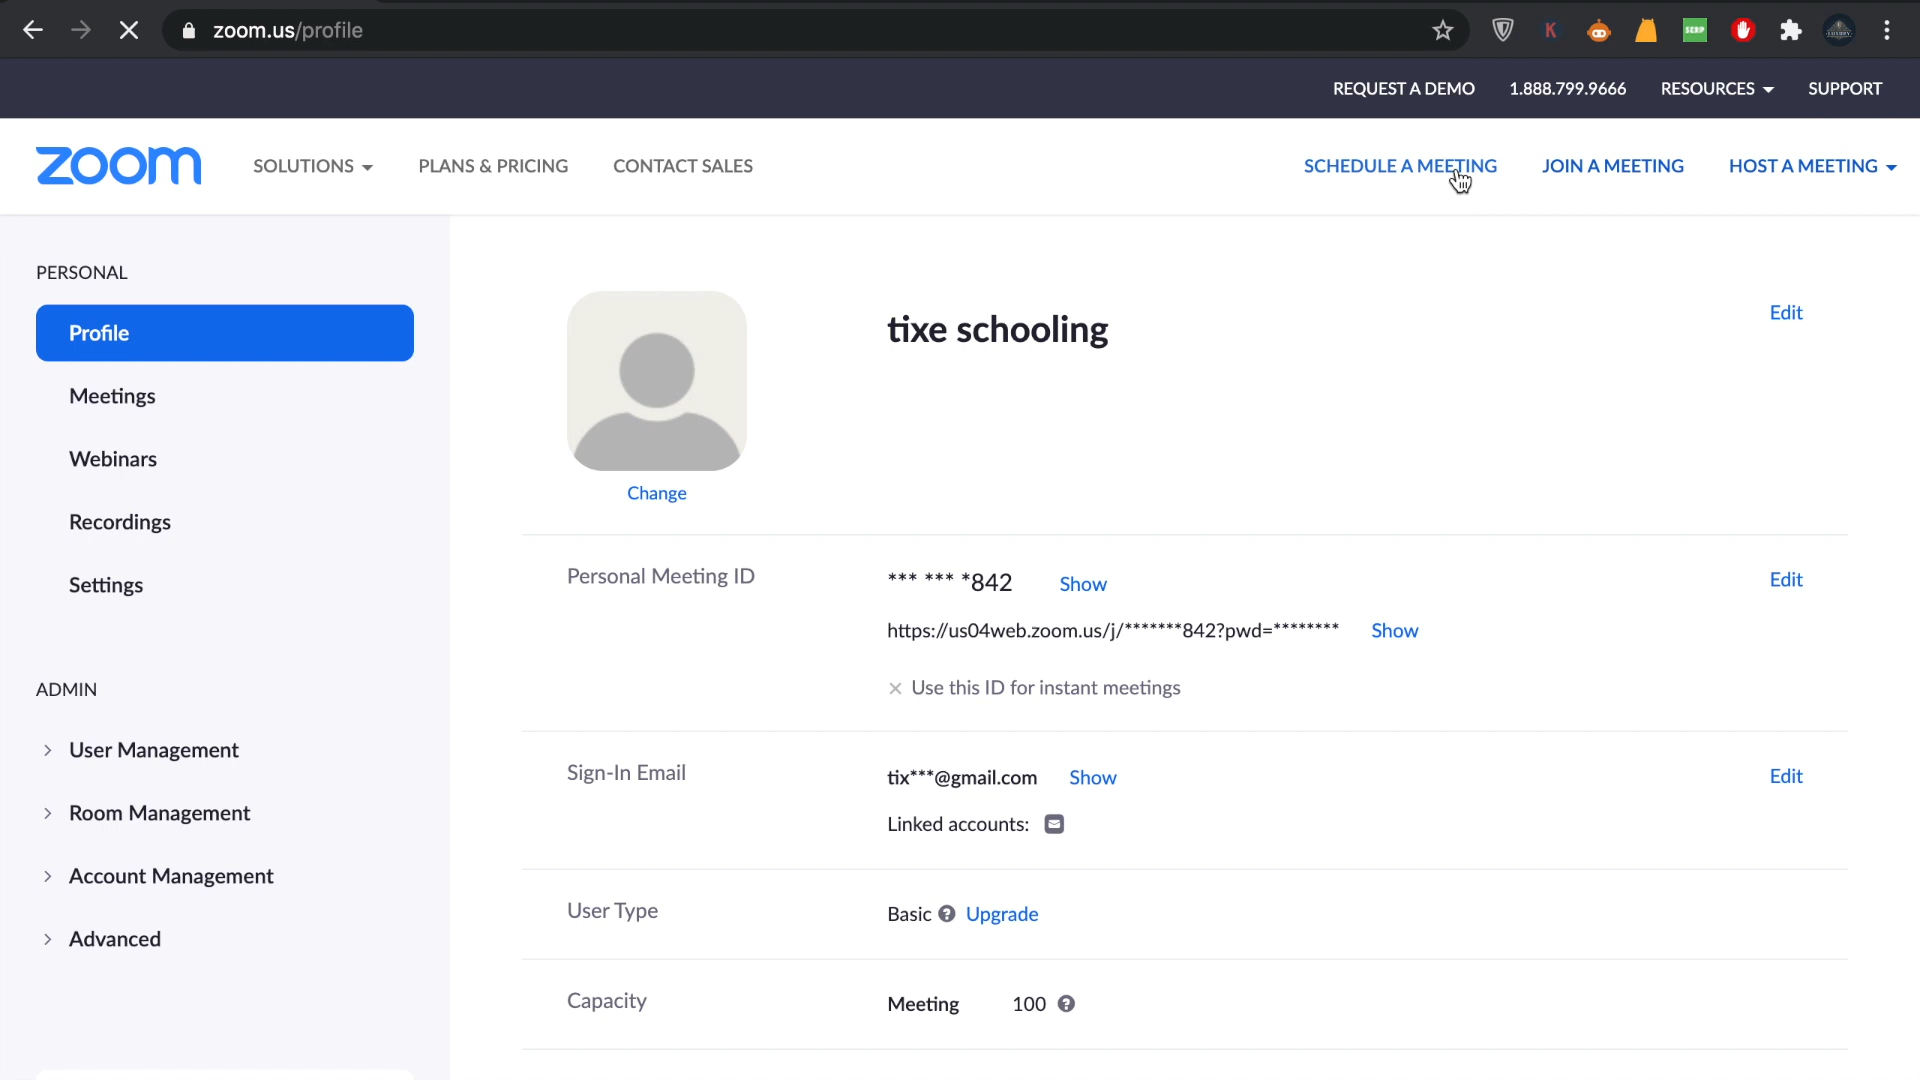 zoom.us/profile
K
SERP
REQUEST A DEMO 1.888.799.9666 RESOURCES SUPPORT
zoom SOLUTIONS PLANS & PRICING CONTACT SALES SCHEDULE A MEETING JOIN A MEETING HOST A MEETING
PERSONAL
Profile
Meetings
Webinars
Recordings
Settings
ADMIN
User Management
Room Management
Account Management
Advanced
tixe schooling Edit
Change
Personal Meeting ID *** *** *842 Show Edit
https://us04web.zoom.us/j/*******842?pwd=******** Show
× Use this ID for instant meetings
Sign-In Email tix***@gmail.com Show Edit
Linked accounts:
User Type Basic ? Upgrade
Capacity Meeting 100 ?